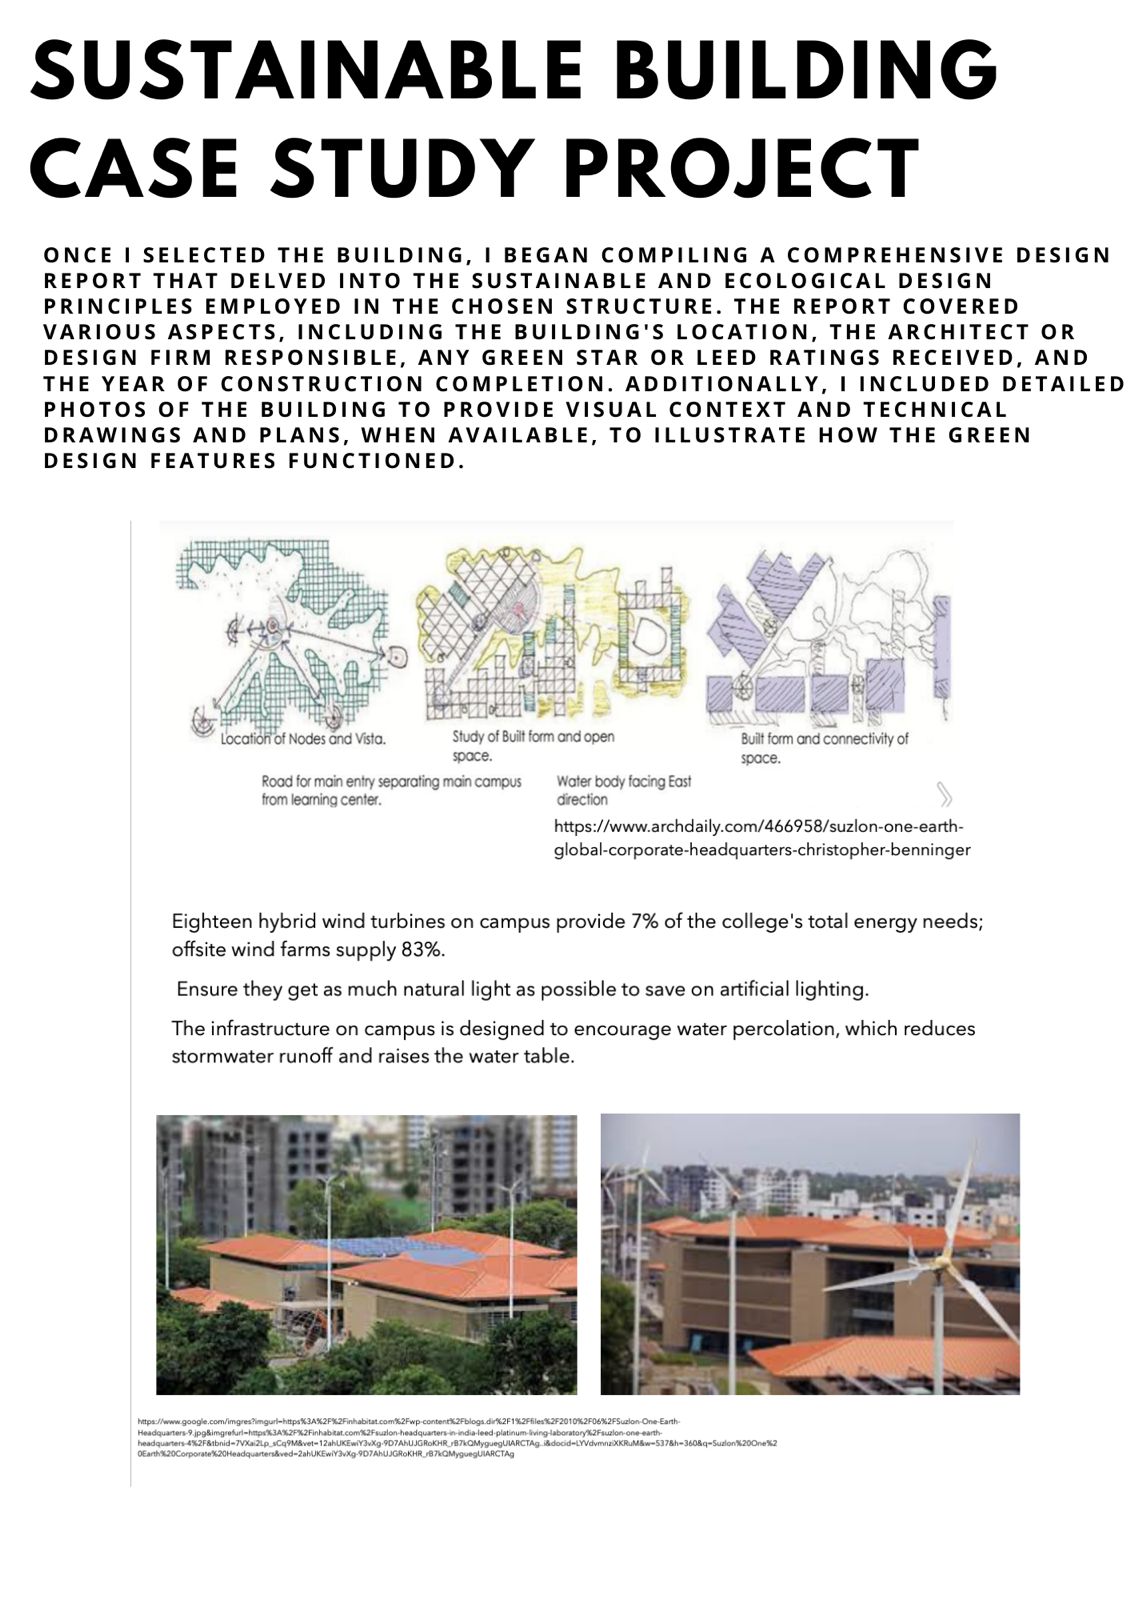 SUSTAINABLE BUILDING
CASE STUDY PROJECT
ONCE I SELECTED THE BUILDING, I BEGAN COMPILING A COMPREHENSIVE DESIGN
REPORT THAT DELVED INTO THE SUSTAINABLE AND ECOLOGICAL DESIGN
PRINCIPLES EMPLOYED IN THE CHOSEN STRUCTURE. THE REPORT COVERED
VARIOUS ASPECTS, INCLUDING THE BUILDING'S LOCATION, THE ARCHITECT OR
DESIGN FIRM RESPONSIBLE, ANY GREEN STAR OR LEED RATINGS RECEIVED, AND
THE YEAR OF CONSTRUCTION COMPLETION. ADDITIONALLY, I INCLUDED DETAILED
PHOTOS OF THE BUILDING TO PROVIDE VISUAL CONTEXT AND TECHNICAL
DRAWINGS AND PLANS, WHEN AVAILABLE, TO ILLUSTRATE HOW THE GREEN
DESIGN FEATURES FUNCTIONED.
Location of Nodes and Vista.
Study of Built form and open
space.
Built form and connectivity of
space.
Road for main entry separating main campus
from learning center.
Water body facing East
direction
https://www.archdaily.com/466958/suzlon-one-earth-
global-corporate-headquarters-christopher-benninger
Eighteen hybrid wind turbines on campus provide 7% of the college's total energy needs;
offsite wind farms supply 83%.
Ensure they get as much natural light as possible to save on artificial lighting.
The infrastructure on campus is designed to encourage water percolation, which reduces
stormwater runoff and raises the water table.
https://www.google.com/imgres?imgurl=https%3A%2F%2Finhabitat.com%2Fwp-content%2Fblogs.dir%2F1%2Ffiles%2F2010%2F06%2FSuzlon-One-Earth-
Headquarters-9.jpg&imgrefurl=https%3A%2F%2Finhabitat.com%2Fsuzlon-headquarters-in-india-leed-platinum-living-laboratory%2Fsuzlon-one-earth-
headquarters-4%2F&tbnid=7VXai2Lp_sCq9M&vet=12ahUKEwiY3vXg-9D7AhUJGRoKHR_rB7kQMyguegUIARCTAg..i&docid=LYVdvmnziXKRuM&w=537&h=360&q=Suzlon%20One%2
0Earth%20Corporate%20Headquarters&ved=2ahUKEwiY3vXg-9D7AhUJGRoKHR_rB7kQMyguegUIARCTAg